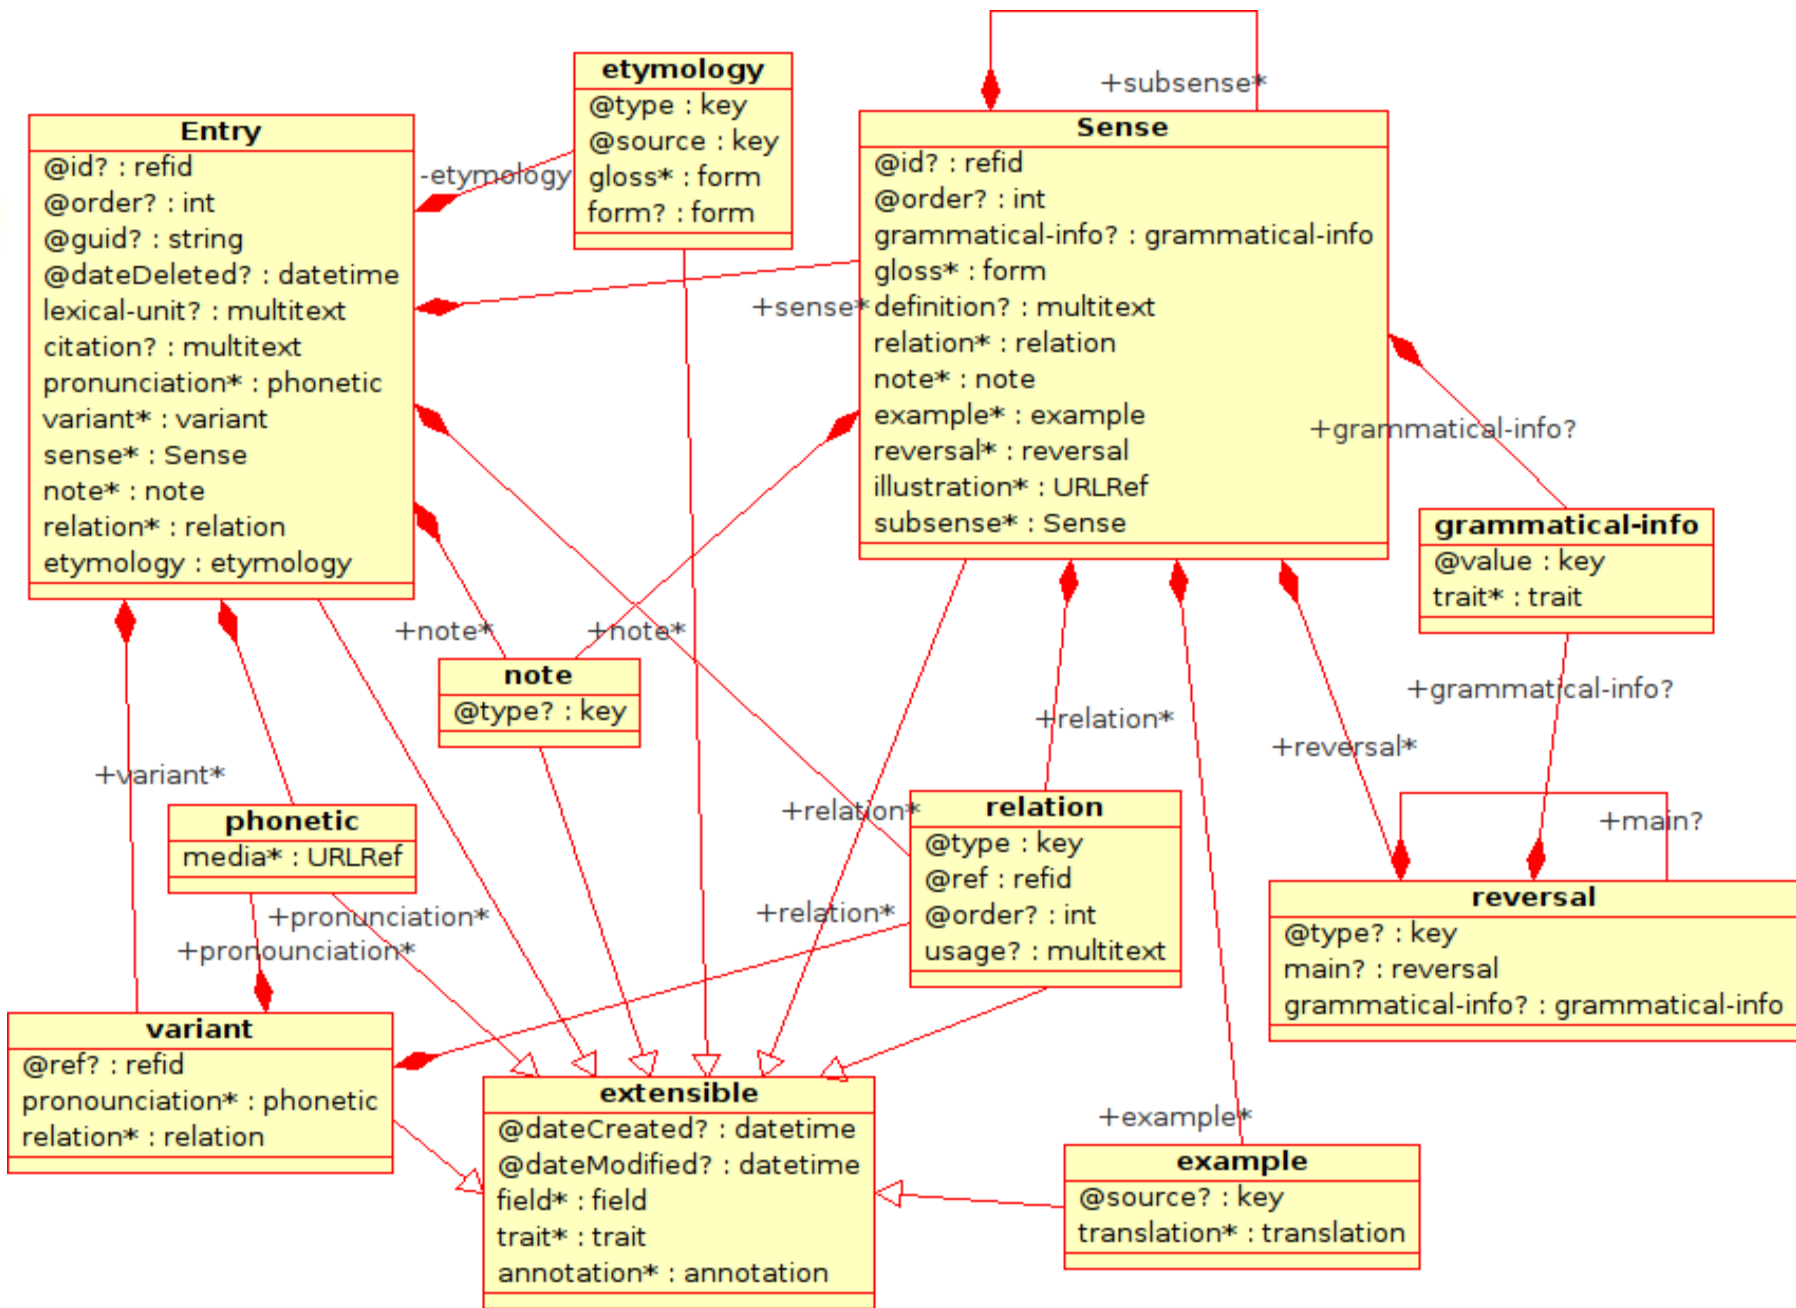 +subsense*
etymology
@type : key
@source : key
gloss* : form
form? : form
Entry
@id? : refid
@order? : int
@guid? : string
@dateDeleted? : datetime
lexical-unit? : multitext
citation? : multitext
pronunciation* : phonetic
variant* : variant
sense* : Sense
note* : note
relation* : relation
etymology : etymology
-etymology
Sense
@id? : refid
@order? : int
grammatical-info? : grammatical-info
gloss* : form
definition? : multitext
relation* : relation
note* : note
example* : example
reversal* : reversal
illustration* : URLRef
subsense* : Sense
+sense*
+grammatical-info?
grammatical-info
@value : key
trait* : trait
+note*
+note*
note
@type? : key
+grammatical-info?
+relation*
+reversal*
+variant*
phonetic
media* : URLRef
+relation*
relation
@type : key
@ref : refid
@order? : int
usage? : multitext
+main?
reversal
@type? : key
main? : reversal
grammatical-info? : grammatical-info
+pronunciation*
+relation*
+pronounciation*
variant
@ref? : refid
pronounciation* : phonetic
relation* : relation
extensible
@dateCreated? : datetime
@dateModified? : datetime
field* : field
trait* : trait
annotation* : annotation
+example*
example
@source? : key
translation* : translation